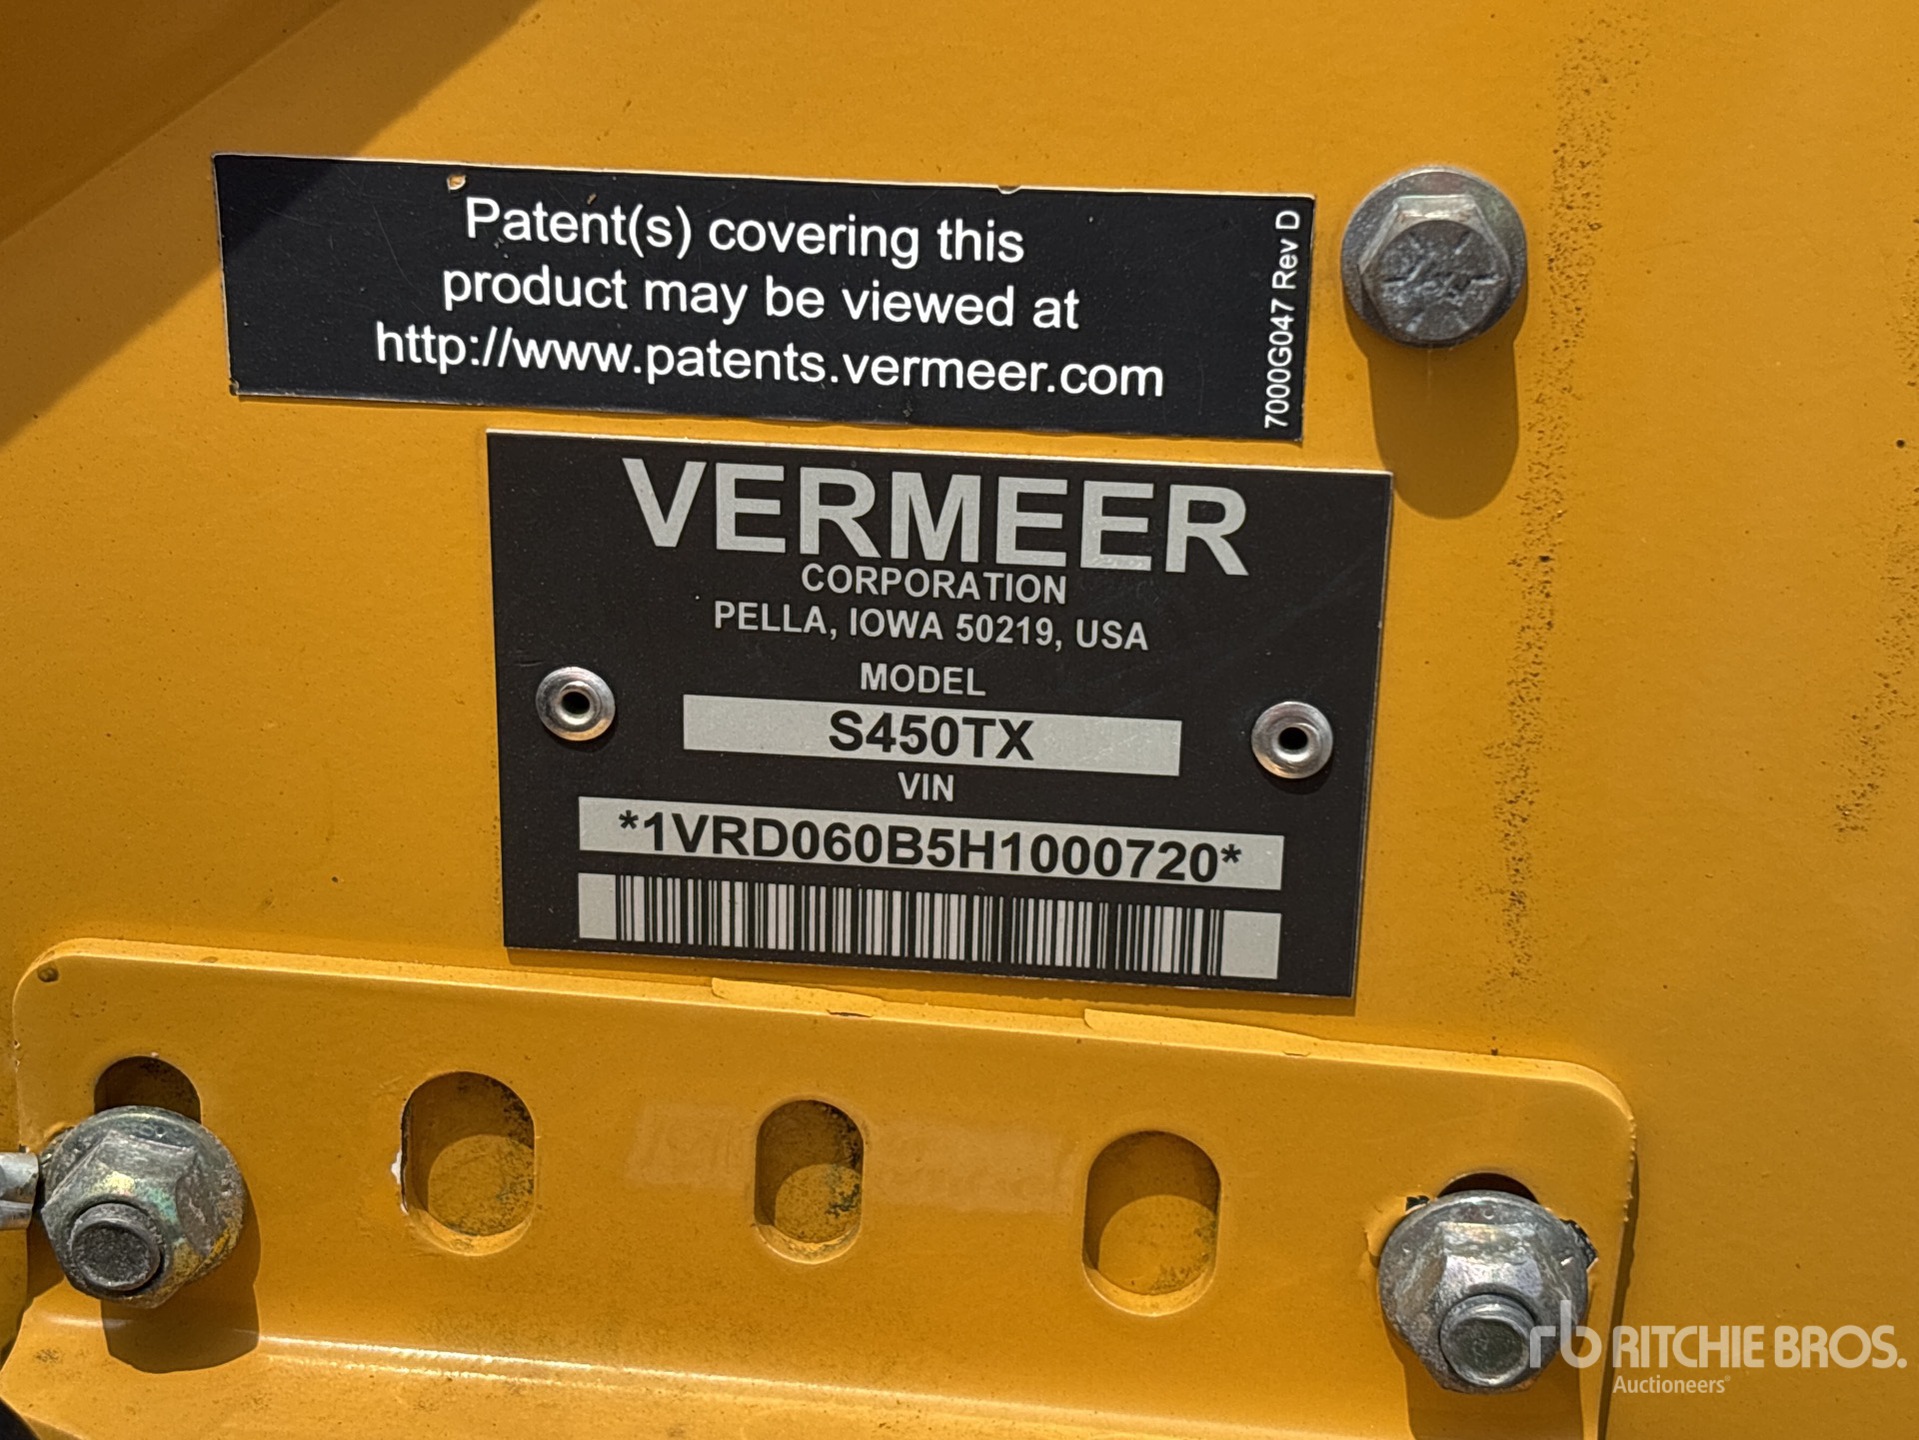 Patent(s) covering this
product may be viewed at
http://www.patents.vermeer.com
7000G047 Rev D
VERMEER
CORPORATION
PELLA, IOWA 50219, USA
MODEL
S450TX
VIN
*1VRD060B5H1000720*
rb RITCHIE BROS.
Auctioneers®